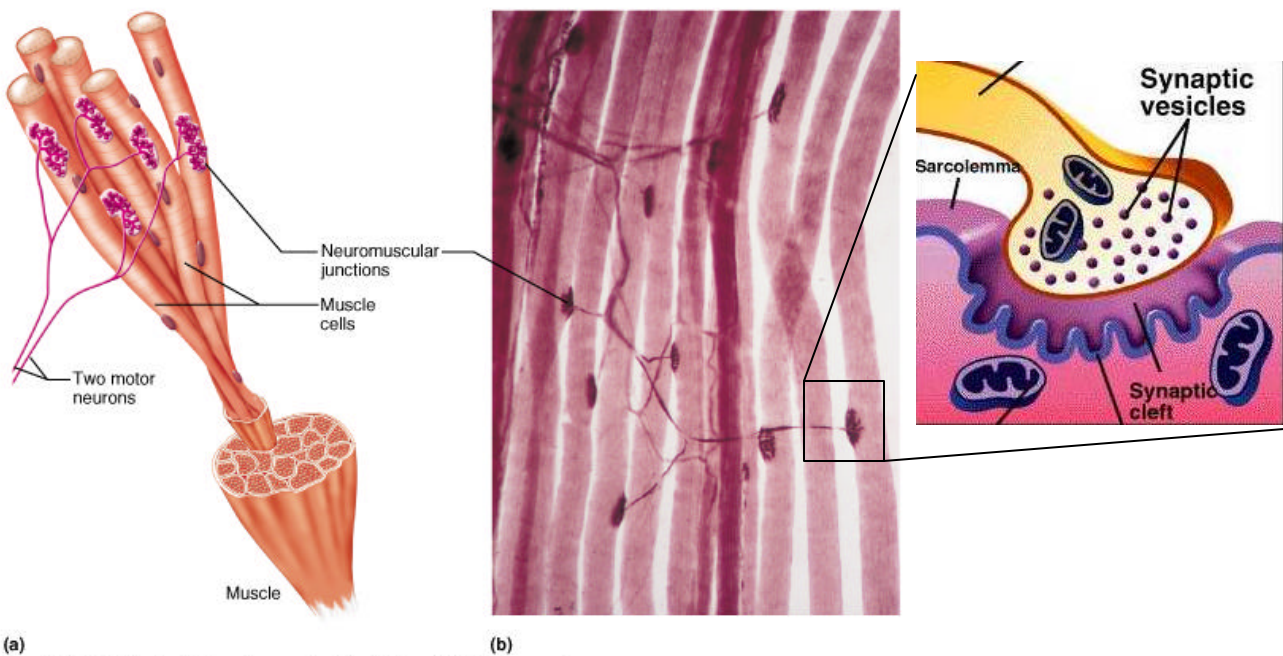 Neuromuscular
junctions
Muscle
cells
Two motor
neurons
Muscle
(a)
(b)
Synaptic
vesicles
Sarcolemma
Synaptic
cleft